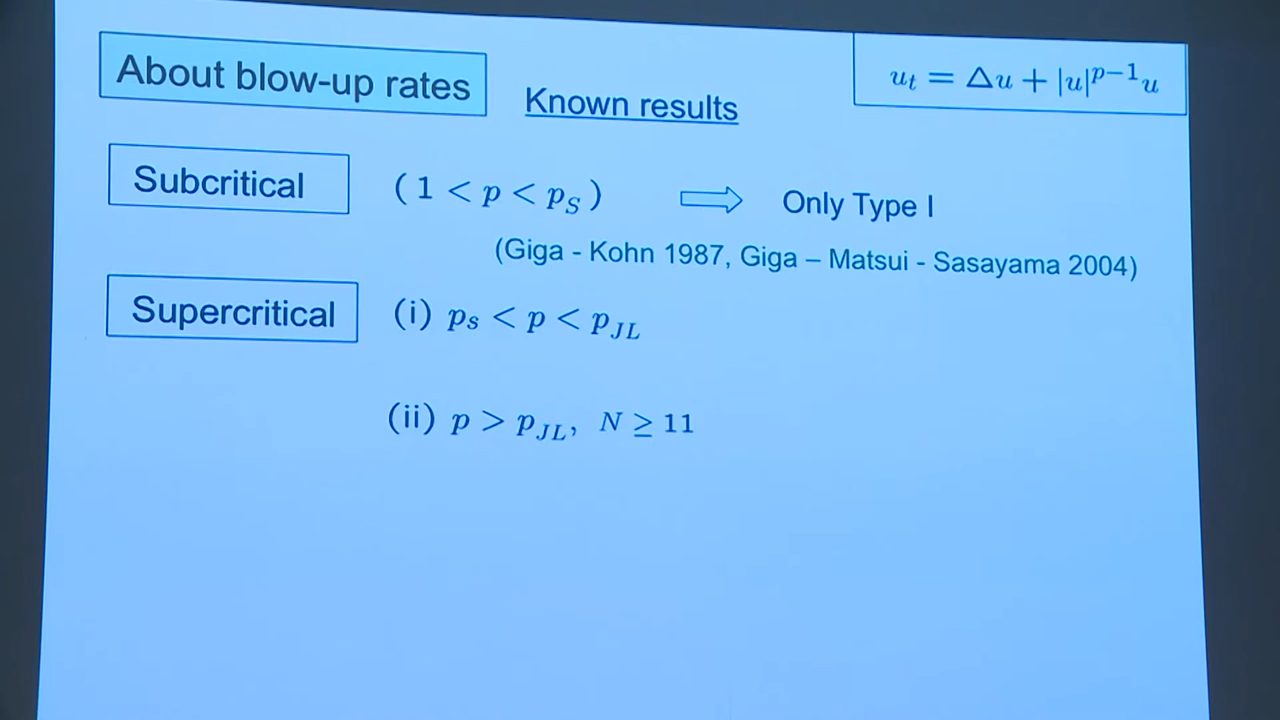 About blow-up rates
Known results
u_t = Δu + |u|^{p−1}u
Subcritical ( 1 < p < p_S ) ⇨ Only Type I
(Giga - Kohn 1987, Giga – Matsui - Sasayama 2004)
Supercritical (i) p_s < p < p_{JL}
(ii) p > p_{JL}, N ≥ 11